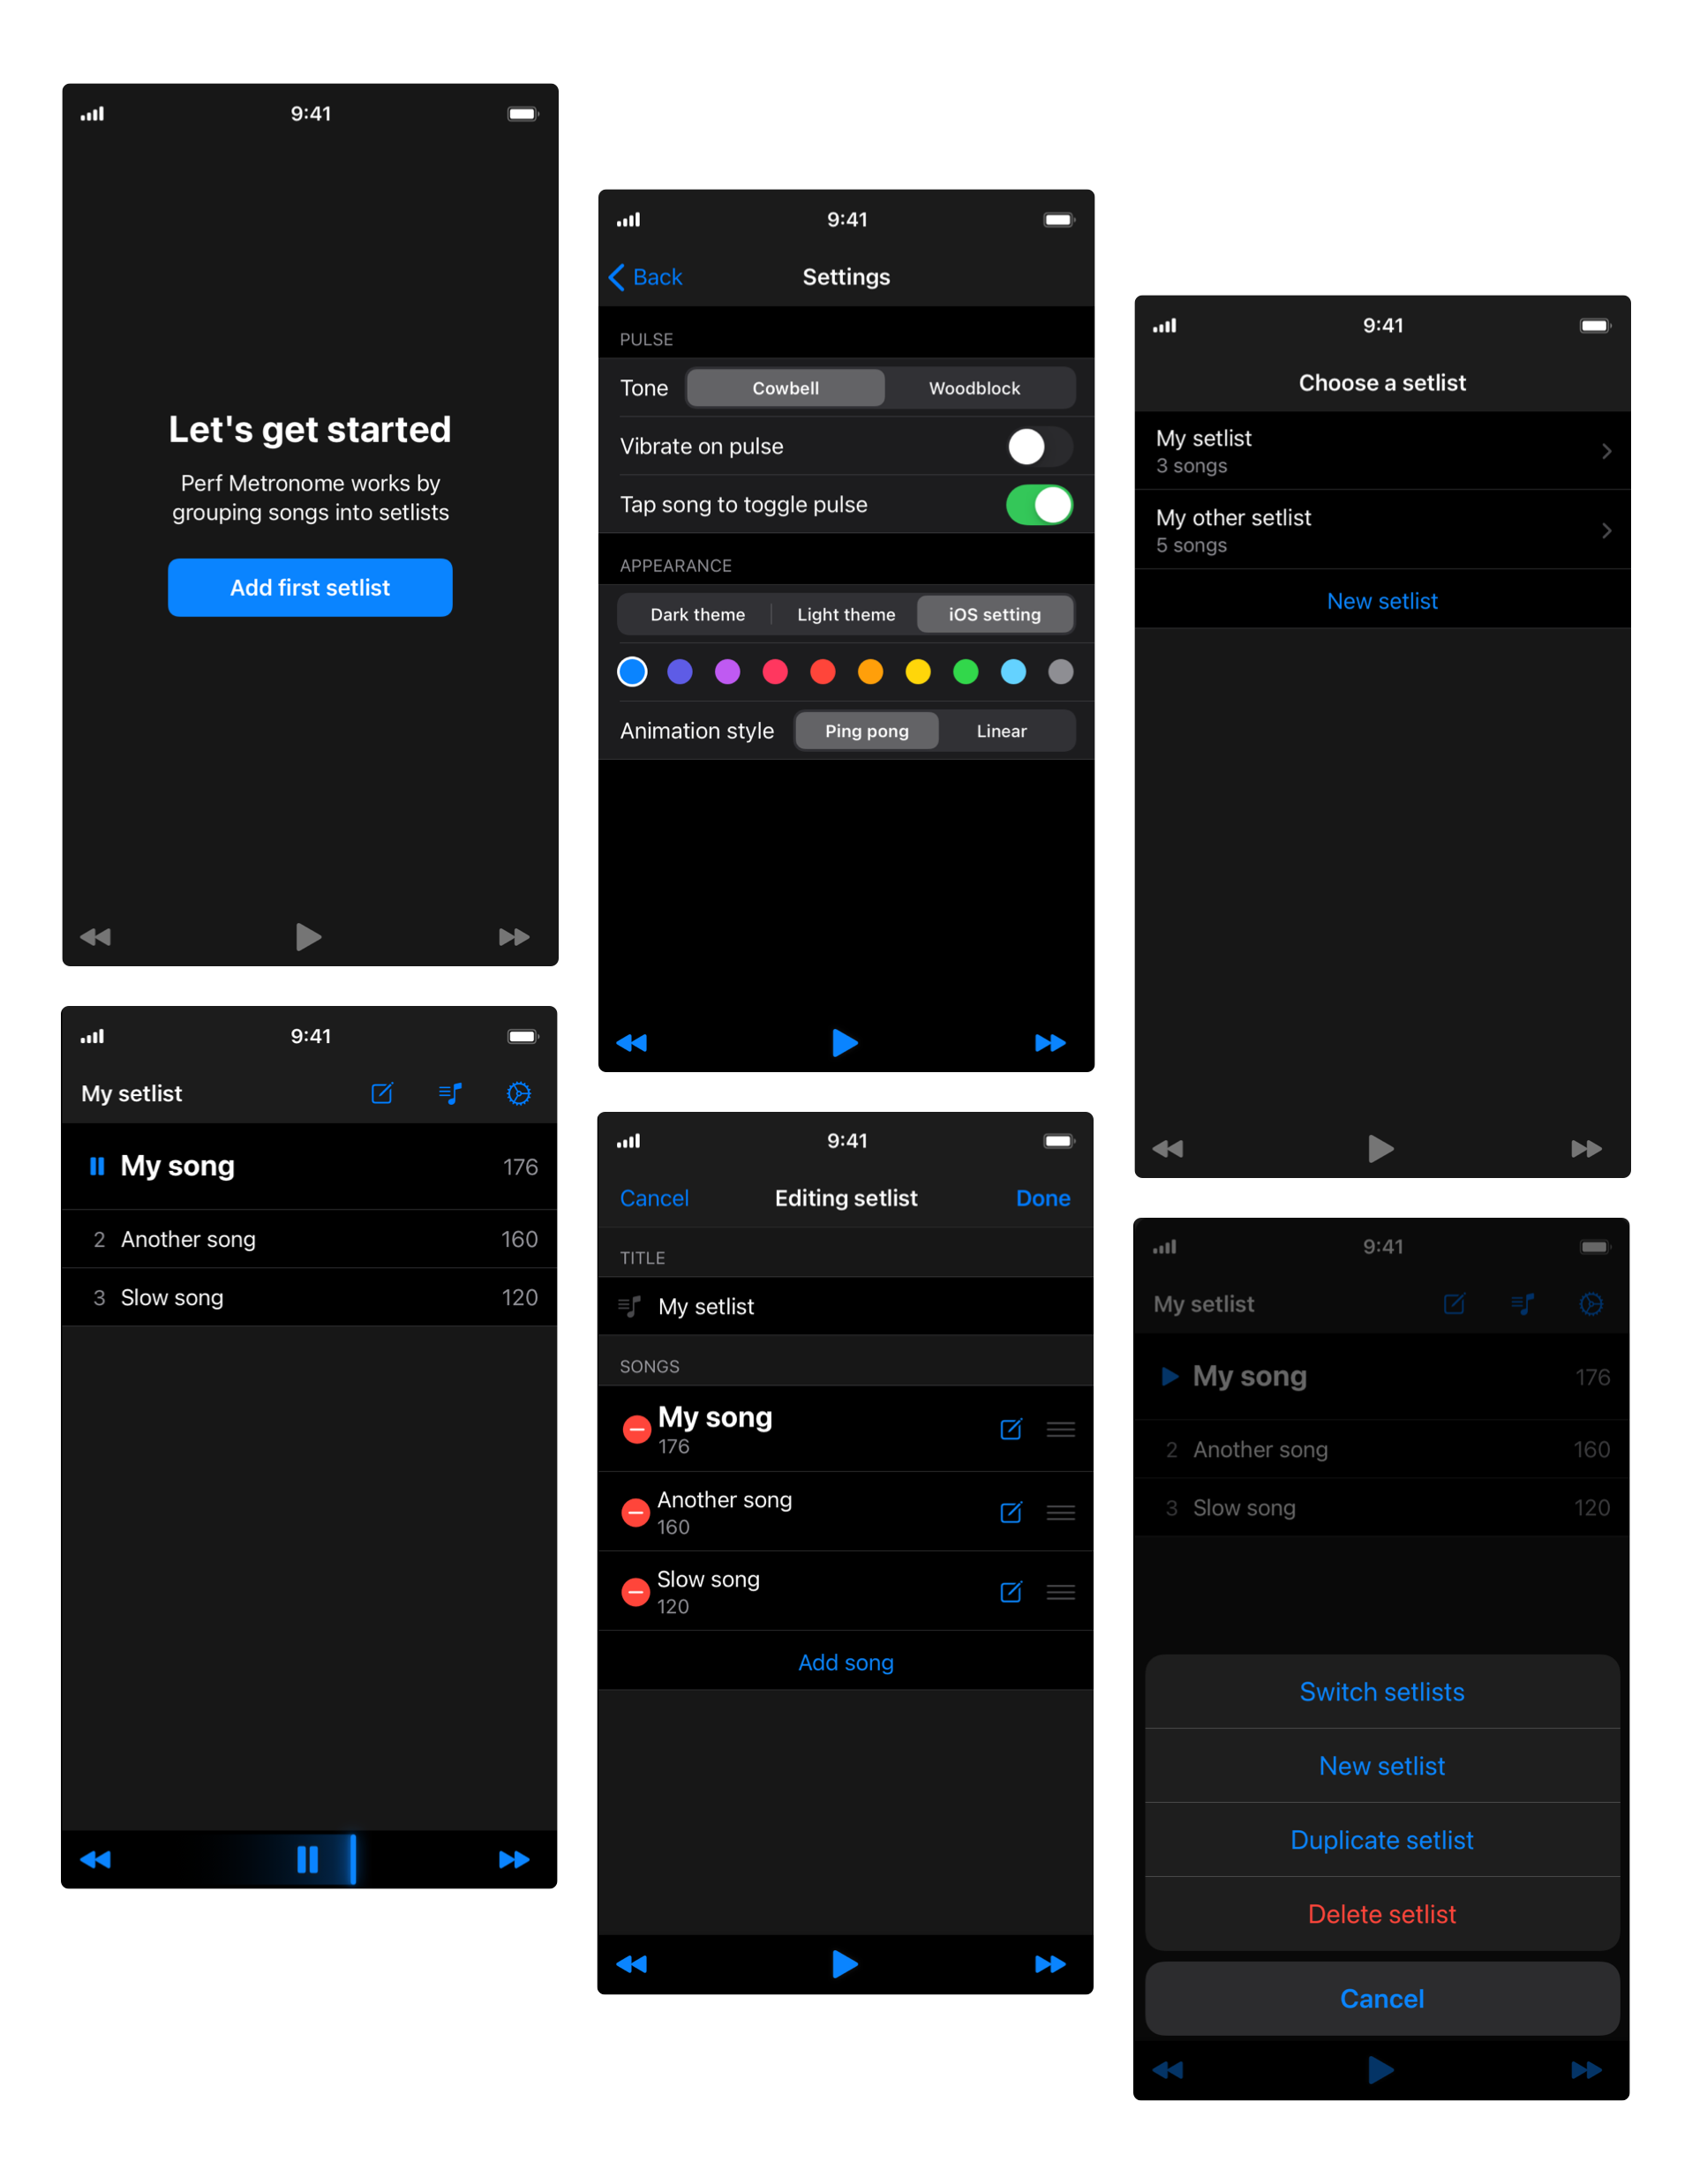 9:41
Let's get started
Perf Metronome works by
grouping songs into setlists
Add first setlist
9:41
My setlist
My song 176
2 Another song 160
3 Slow song 120
9:41
Back Settings
PULSE
Tone Cowbell Woodblock
Vibrate on pulse
Tap song to toggle pulse
APPEARANCE
Dark theme Light theme iOS setting
Animation style Ping pong Linear
9:41
Cancel Editing setlist Done
TITLE
My setlist
SONGS
My song
176
Another song
160
Slow song
120
Add song
9:41
Choose a setlist
My setlist
3 songs
My other setlist
5 songs
New setlist
9:41
My setlist
My song 176
2 Another song 160
3 Slow song 120
Switch setlists
New setlist
Duplicate setlist
Delete setlist
Cancel